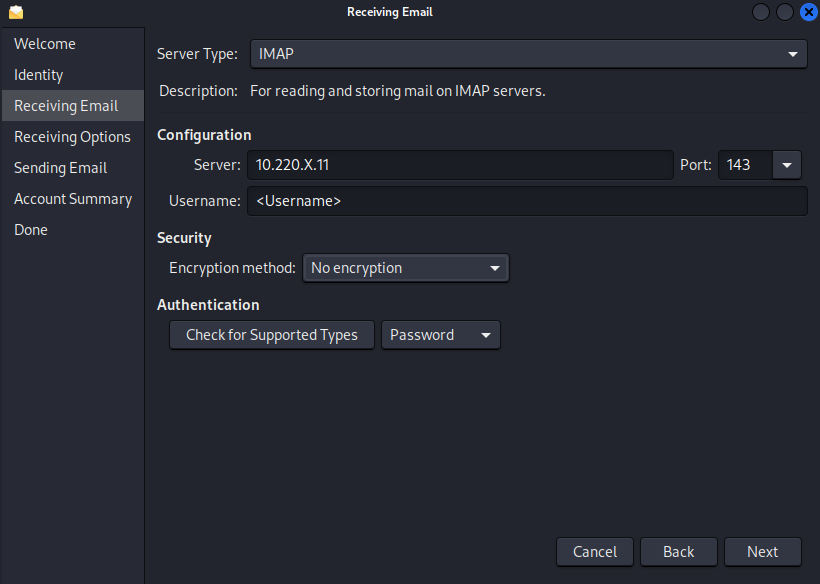 Receiving Email
Welcome
Identity
Receiving Email
Receiving Options
Sending Email
Account Summary
Done
Server Type: IMAP
Description: For reading and storing mail on IMAP servers.
Configuration
Server: 10.220.X.11 Port: 143
Username: <Username>
Security
Encryption method: No encryption
Authentication
Check for Supported Types Password
Cancel Back Next